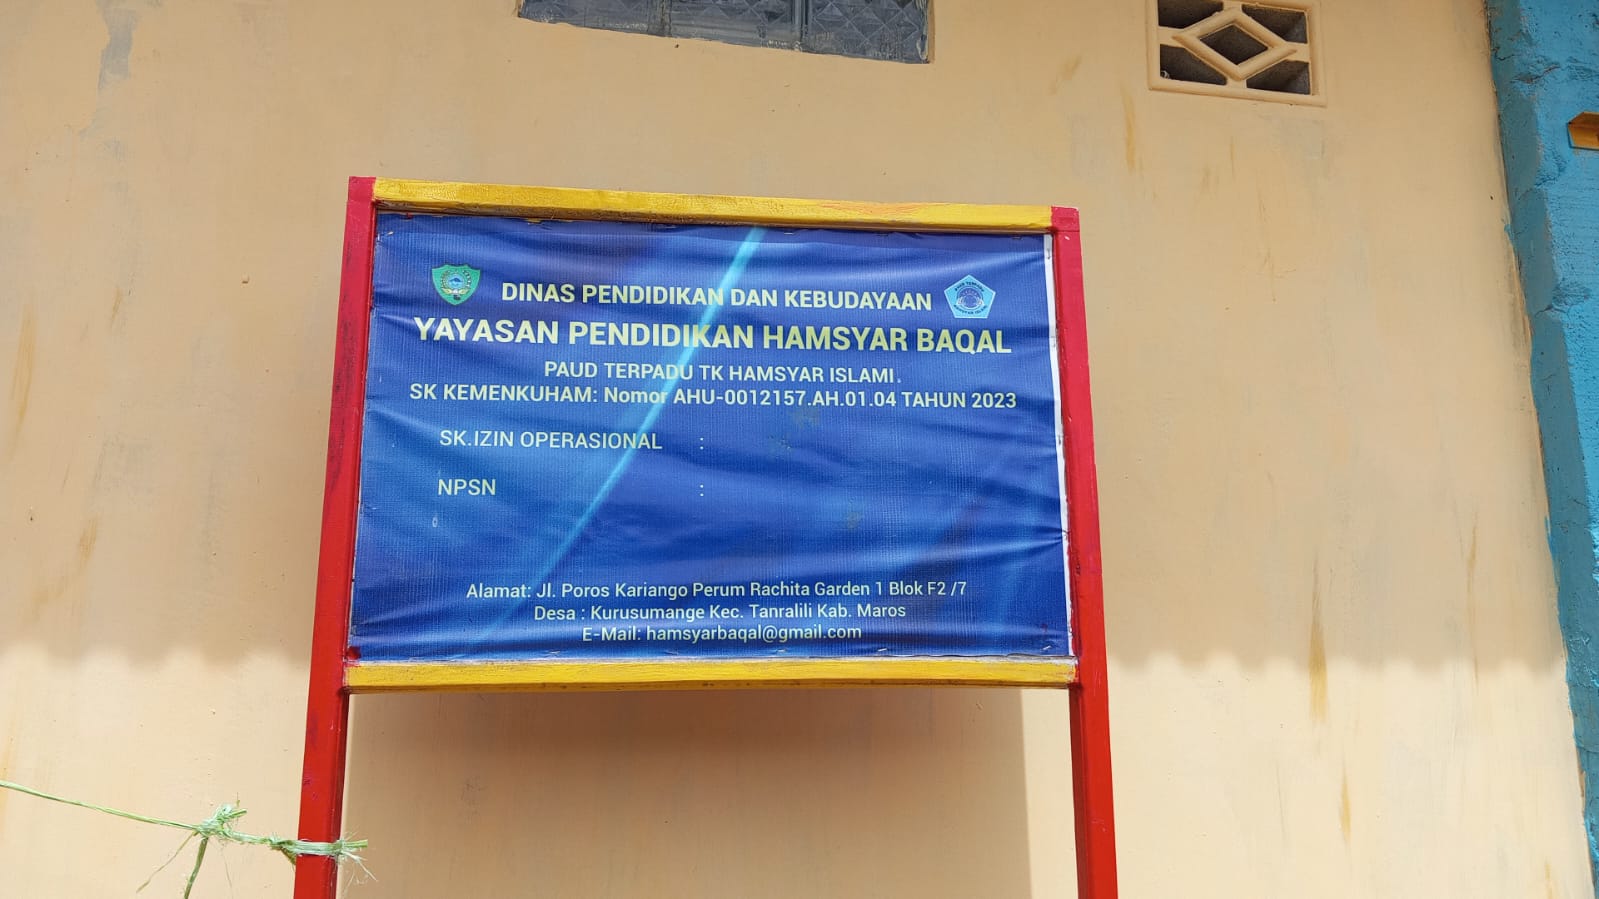 DINAS PENDIDIKAN DAN KEBUDAYAAN
YAYASAN PENDIDIKAN HAMSYAR BAQAL
PAUD TERPADU TK HAMSYAR ISLAMI.
SK KEMENKUHAM: Nomor AHU-0012157.AH.01.04 TAHUN 2023
SK.IZIN OPERASIONAL :
NPSN :
Alamat: Jl. Poros Kariango Perum Rachita Garden 1 Blok F2 /7
Desa : Kurusumange Kec. Tanralili Kab. Maros
E-Mail: hamsyarbaqal@gmail.com